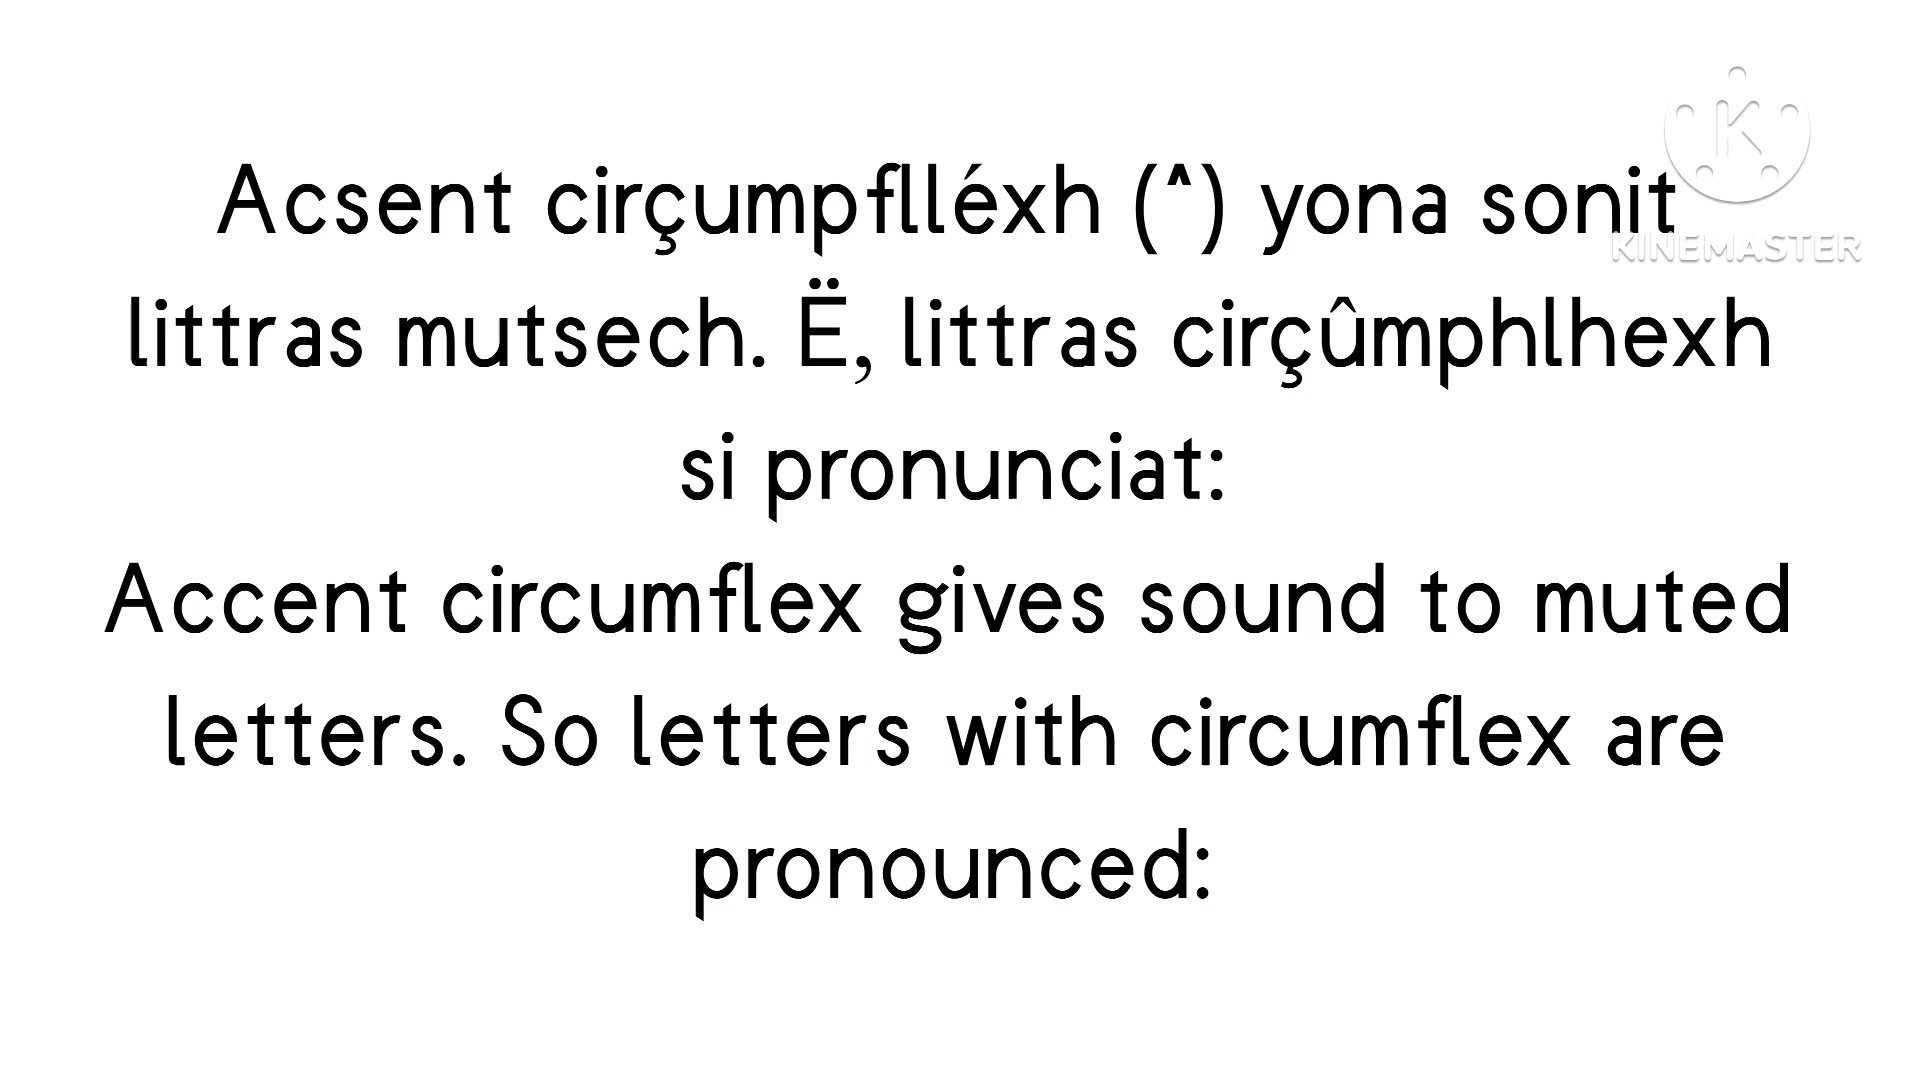 Acsent cirçumpflléxh (^) yona sonit
KINEMASTER
littras mutsech. Ë, littras cirçûmphlhexh
si pronunciat:
Accent circumflex gives sound to muted
letters. So letters with circumflex are
pronounced: